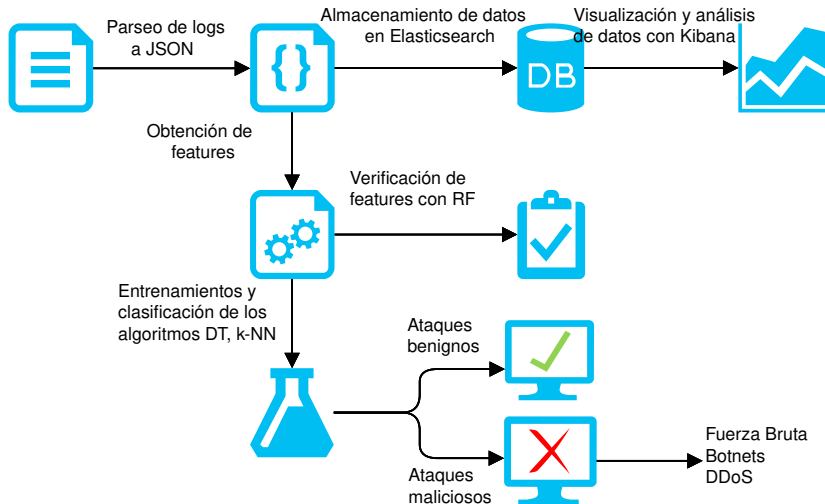 Parseo de logs
a JSON
Almacenamiento de datos
en Elasticsearch
Visualización y análisis
de datos con Kibana
{}
DB
Obtención de
features
Verificación de
features con RF
Entrenamientos y
clasificación de los
algoritmos DT, k-NN
Ataques
benignos
Ataques
maliciosos
Fuerza Bruta
Botnets
DDoS